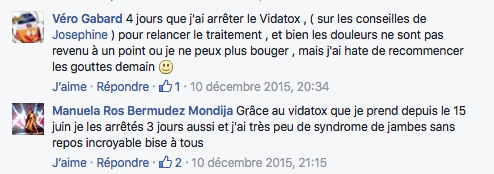 Véro Gabard 4 jours que j'ai arrêter le Vidatox , ( sur les conseilles de
Josephine ) pour relancer le traitement , et bien les douleurs ne sont pas
revenu à un point ou je ne peux plus bouger , mais j'ai hate de recommencer
les gouttes demain
J'aime · Répondre · 1 · 10 décembre 2015, 20:34
Manuela Ros Bermudez Mondija Grâce au vidatox que je prend depuis le 15
juin je les arrêtés 3 jours aussi et j'ai très peu de syndrome de jambes sans
repos incroyable bise à tous
J'aime · Répondre · 2 · 10 décembre 2015, 21:15